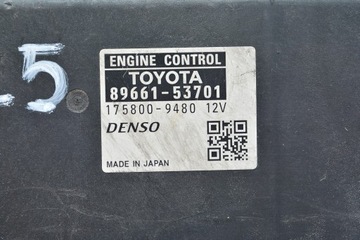 .5
ENGINE CONTROL
TOYOTA
89661-53701
175800-9480 12V
DENSO
MADE IN JAPAN